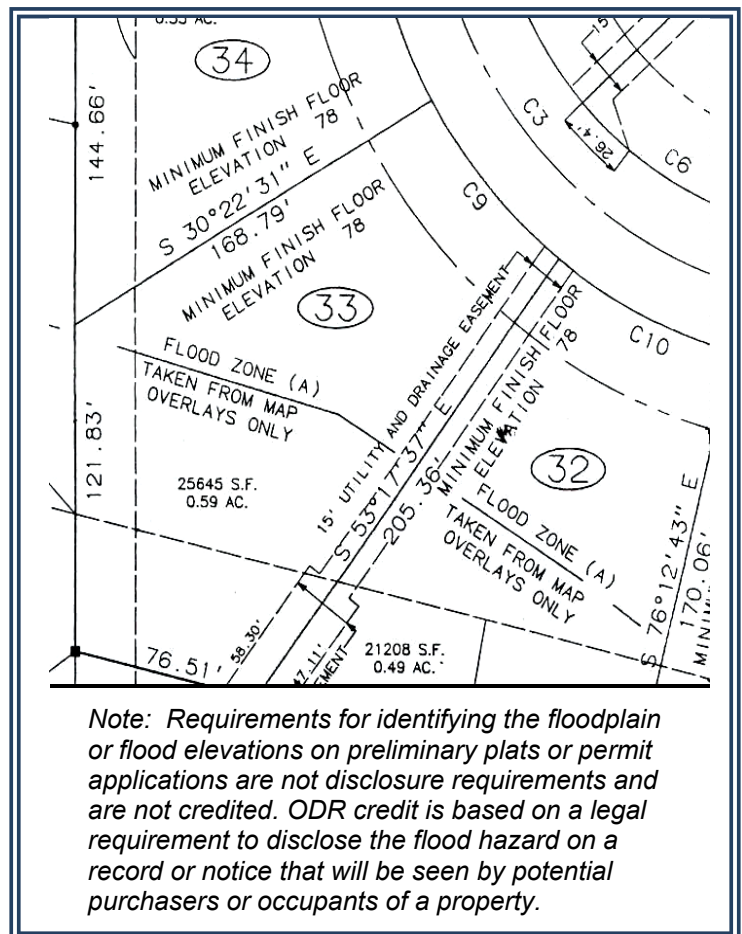 0.55 AC.
34
144.66'
MINIMUM FINISH FLOOR
ELEVATION 78
S 30°22'31" E
168.79'
MINIMUM FINISH FLOOR
ELEVATION 78
33
C9
C3
26.4'
C6
C10
15
FLOOD ZONE (A)
TAKEN FROM MAP
OVERLAYS ONLY
121.83'
25645 S.F.
0.59 AC.
15' UTILITY AND DRAINAGE EASEMENT
S 53°17'37" E
205.36'
MINIMUM FINISH FLOOR
ELEVATION 78
32
FLOOD ZONE (A)
TAKEN FROM MAP
OVERLAYS ONLY
S 76°12'43" E
170.06'
76.51'
58.30'
47.11'
21208 S.F.
0.49 AC.
Note: Requirements for identifying the floodplain
or flood elevations on preliminary plats or permit
applications are not disclosure requirements and
are not credited. ODR credit is based on a legal
requirement to disclose the flood hazard on a
record or notice that will be seen by potential
purchasers or occupants of a property.